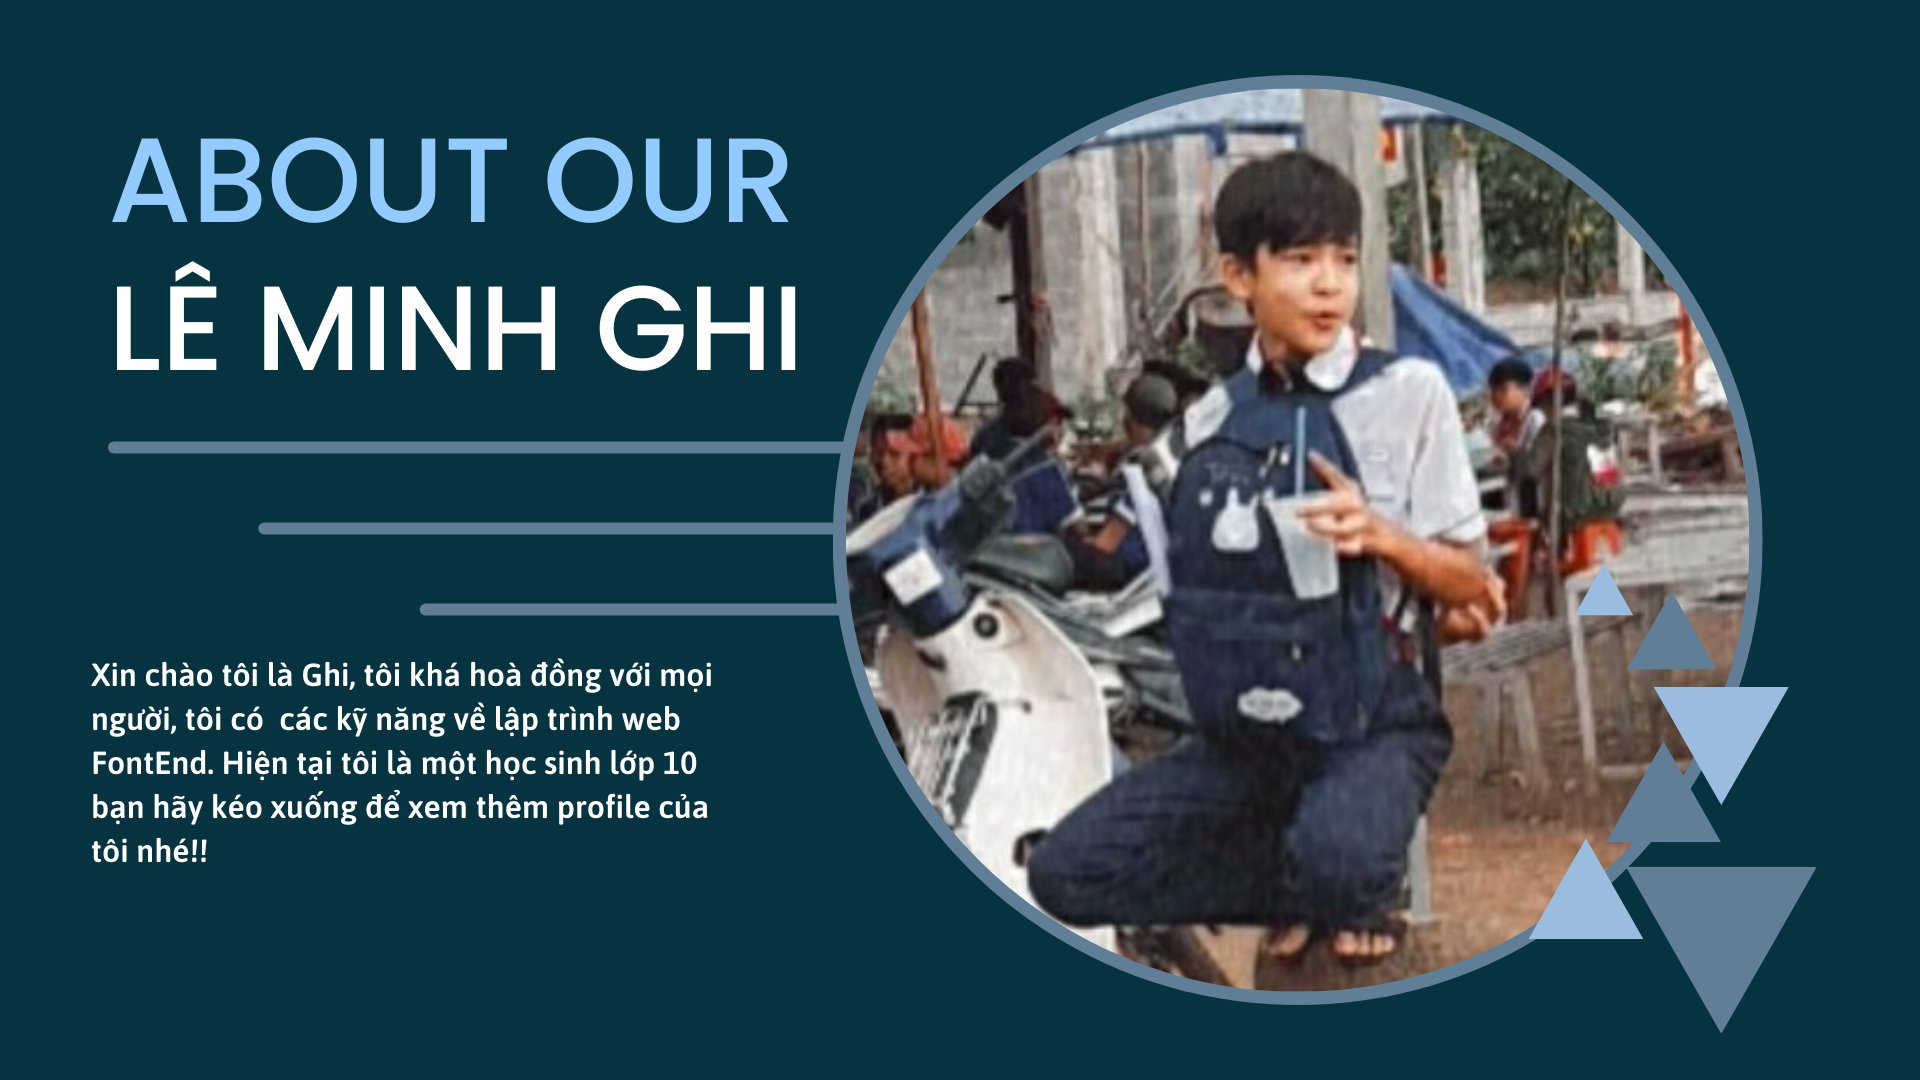 ABOUT OUR
LÊ MINH GHI
Xin chào tôi là Ghi, tôi khá hoà đồng với mọi
người, tôi có  các kỹ năng về lập trình web
FontEnd. Hiện tại tôi là một học sinh lớp 10
bạn hãy kéo xuống để xem thêm profile của
tôi nhé!!